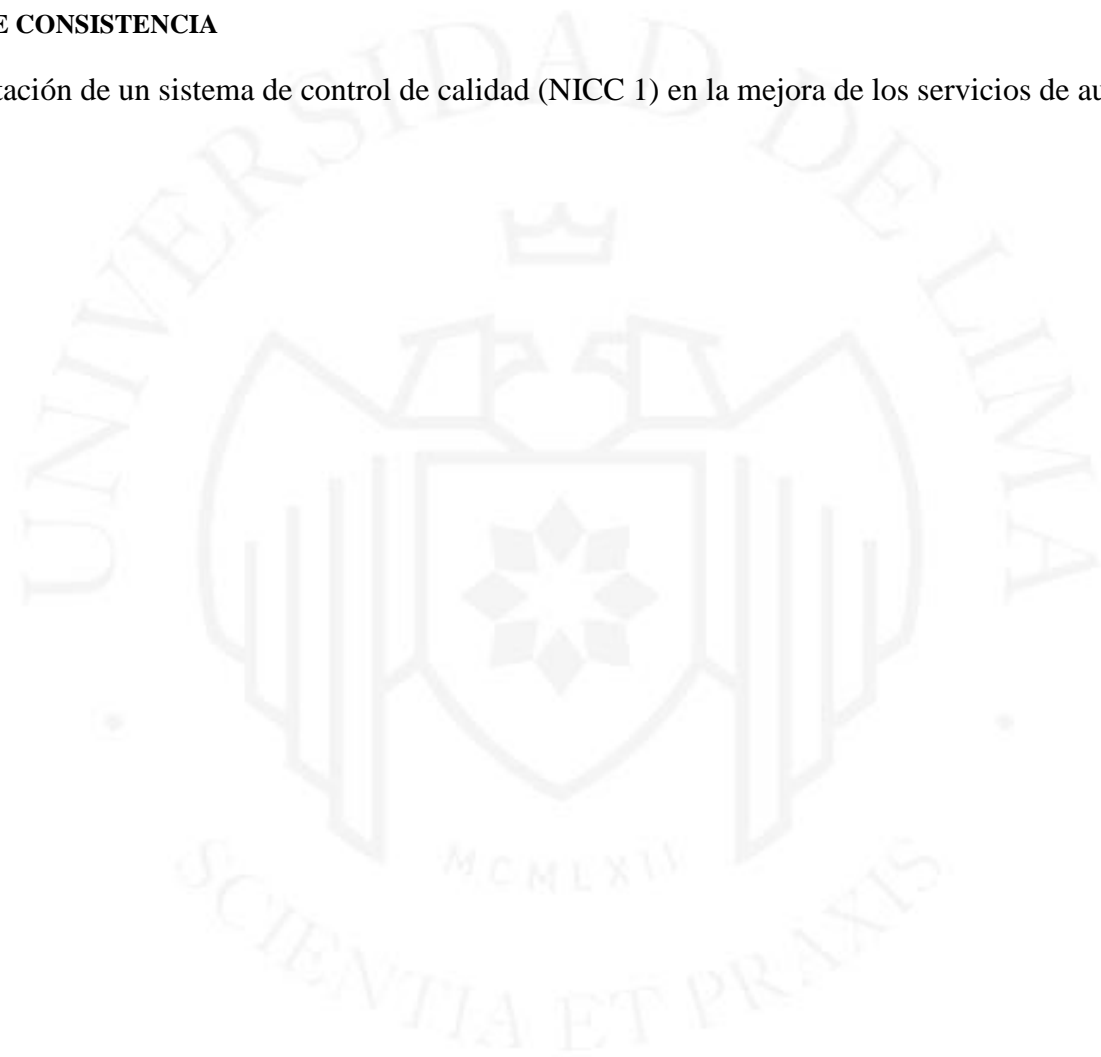 E CONSISTENCIA
tación de un sistema de control de calidad (NICC 1) en la mejora de los servicios de au
UNIVERSIDAD DE LIMA
MCMLXII
SCIENTIA ET PRAXIS